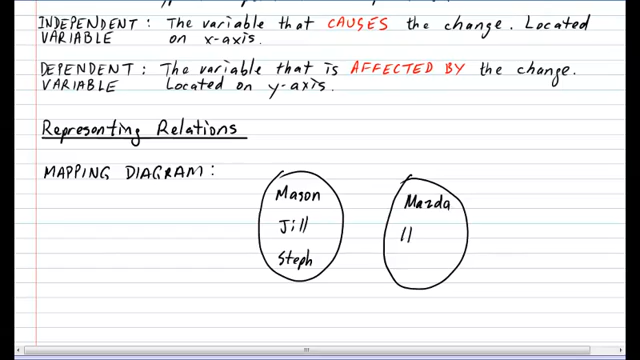 INDEPENDENT: The variable that CAUSES the change. Located
VARIABLE on x-axis.
DEPENDENT: The variable that is AFFECTED BY the change.
VARIABLE Located on y-axis.
Representing Relations
MAPPING DIAGRAM:
Mason
Jill
Steph
Mazda